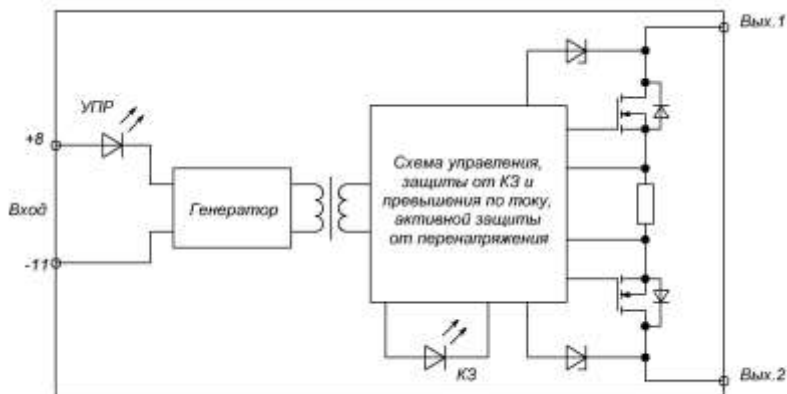 Вых.1
УПР
+8
Вход
-11
Генератор
Схема управления,
защиты от КЗ и
превышения по току,
активной защиты
от перенапряжения
КЗ
Вых.2